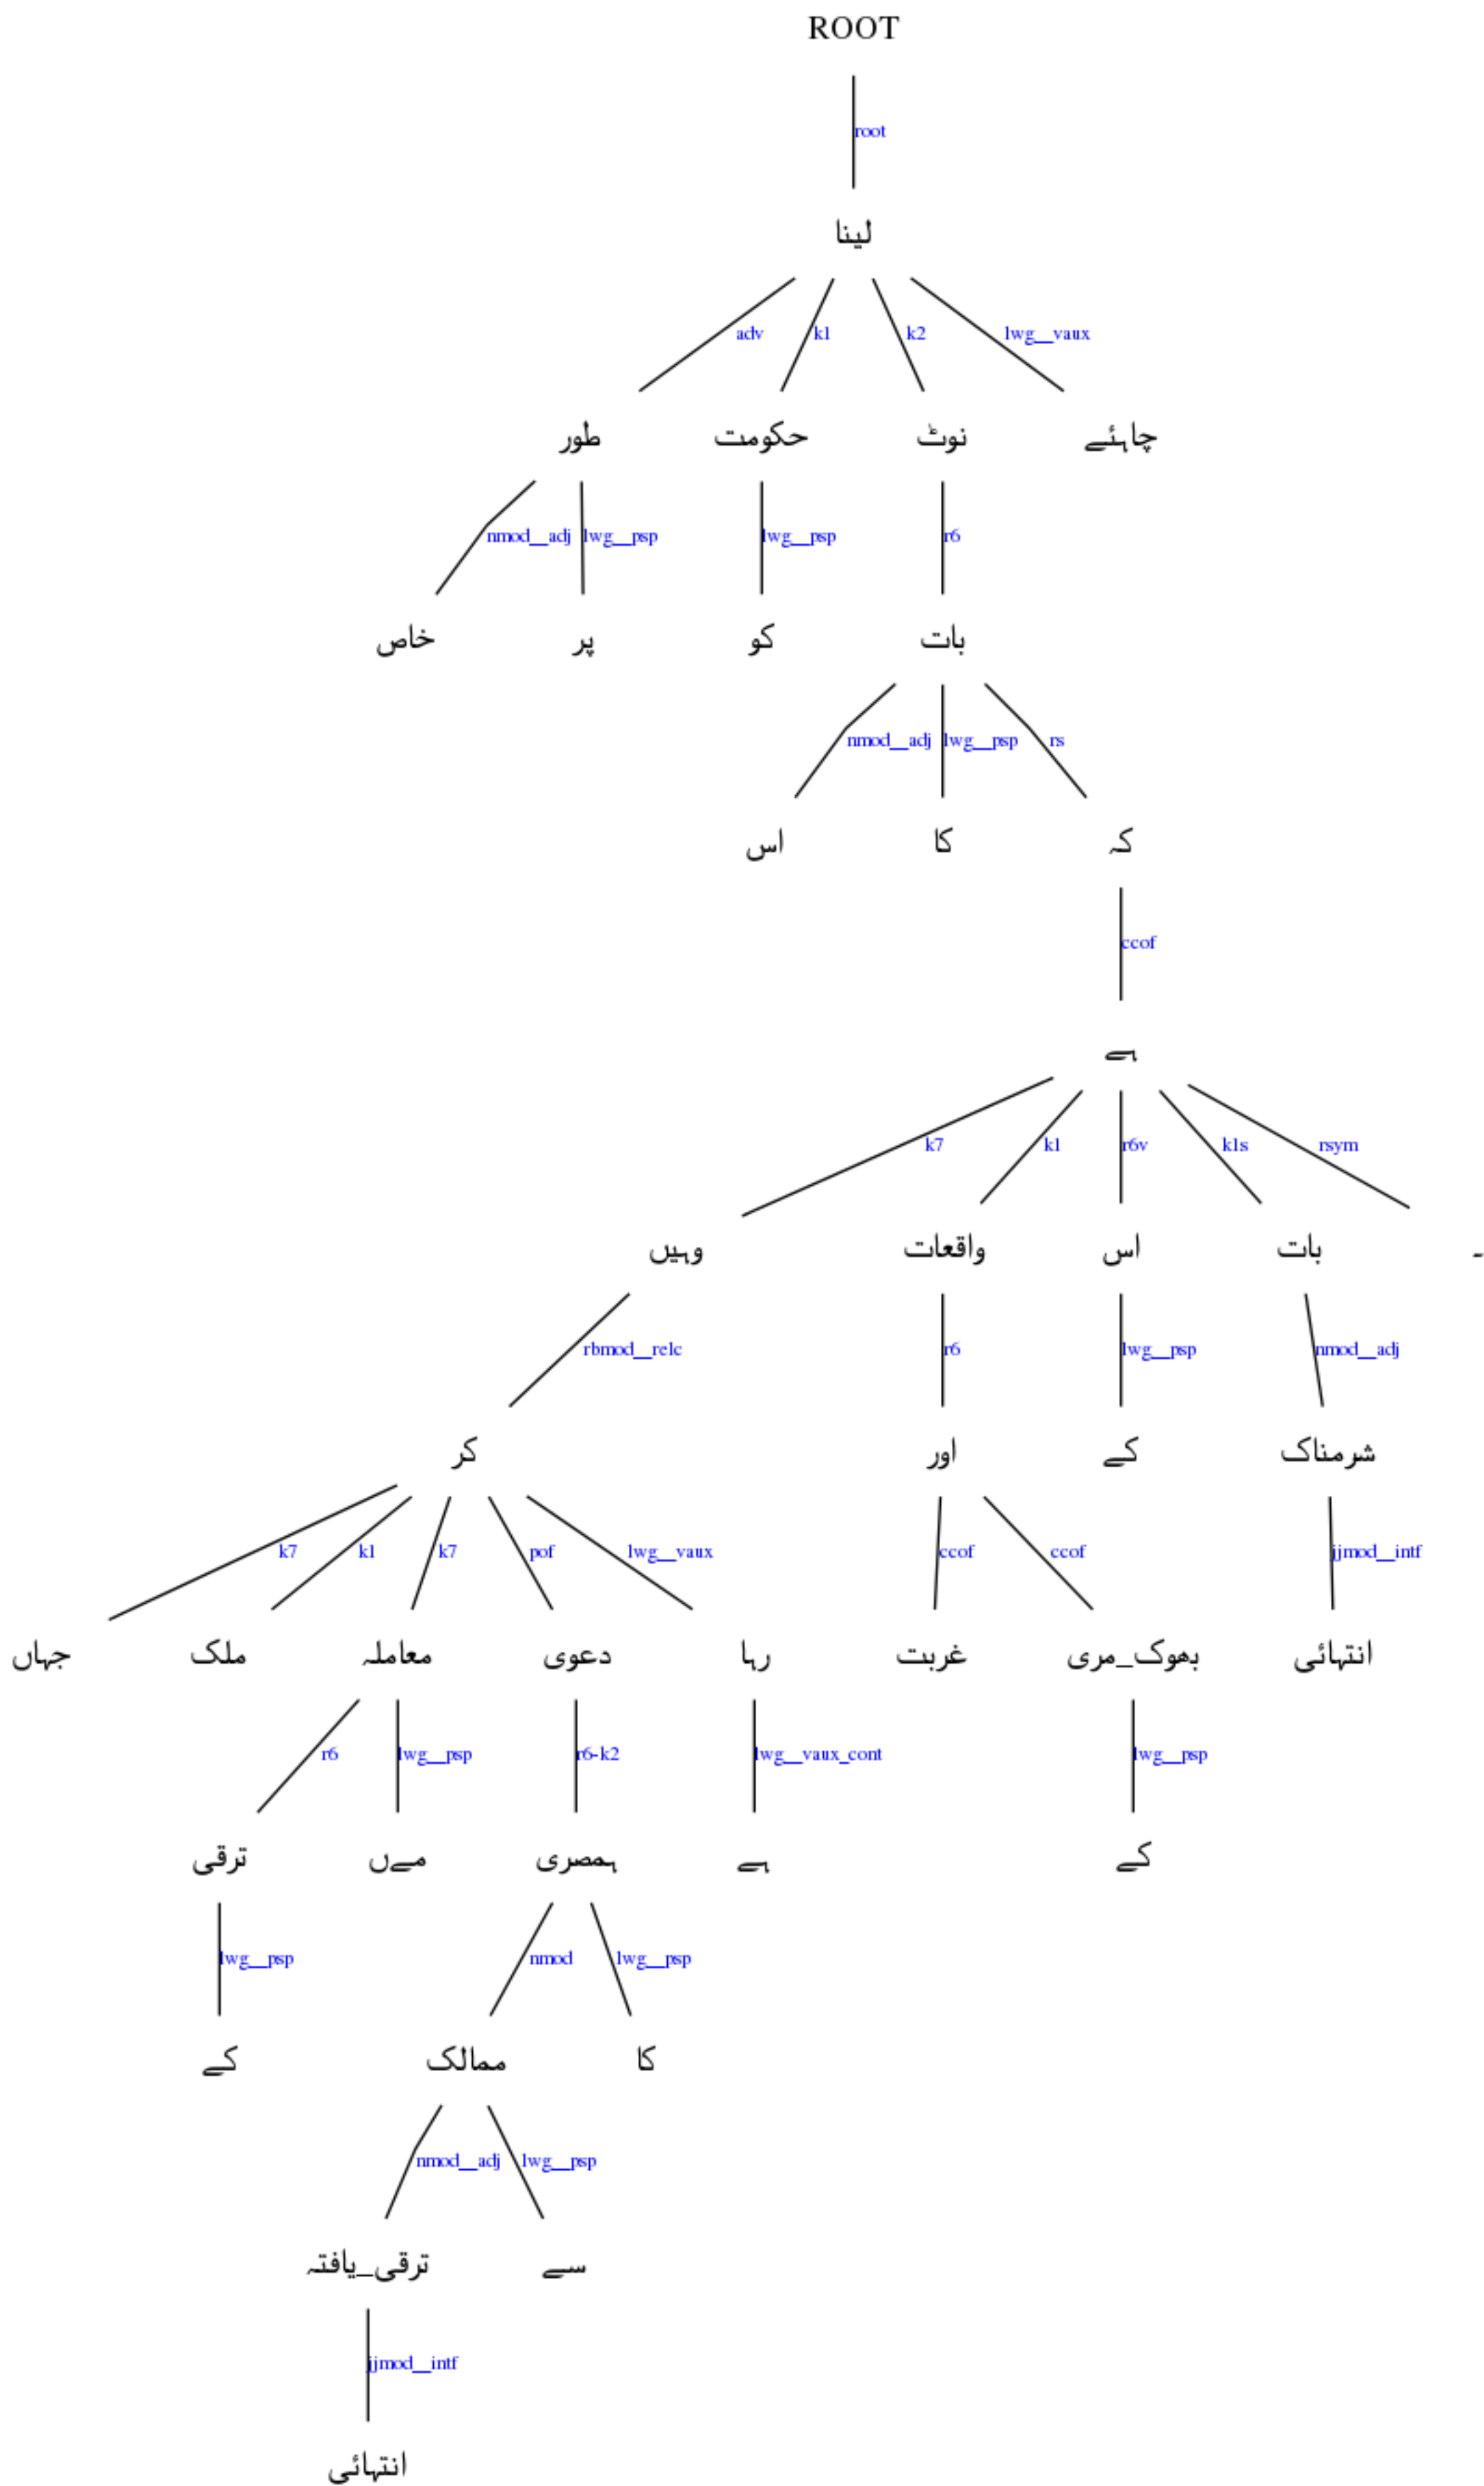 ROOT
root
لینا
adv k1 k2 lwg__vaux
طور حکومت نوٹ چاہئے
nmod__adj lwg__psp lwg__psp r6
خاص پر کو بات
nmod__adj lwg__psp rs
اس کا کہ
ccof
ہے
k7 k1 r6v k1s rsym
وہیں واقعات اس بات ۔
rbmod__relc r6 lwg__psp nmod__adj
کر اور کے شرمناک
k7 k1 k7 pof lwg__vaux ccof ccof jjmod__intf
جہاں ملک معاملہ دعوی رہا غربت بھوک_مری انتہائی
r6 lwg__psp r6-k2 lwg__vaux_cont lwg__psp
ترقی مےں ہمصری ہے کے
lwg__psp nmod lwg__psp
کے ممالک کا
nmod__adj lwg__psp
ترقی_یافتہ سے
jjmod__intf
انتہائی